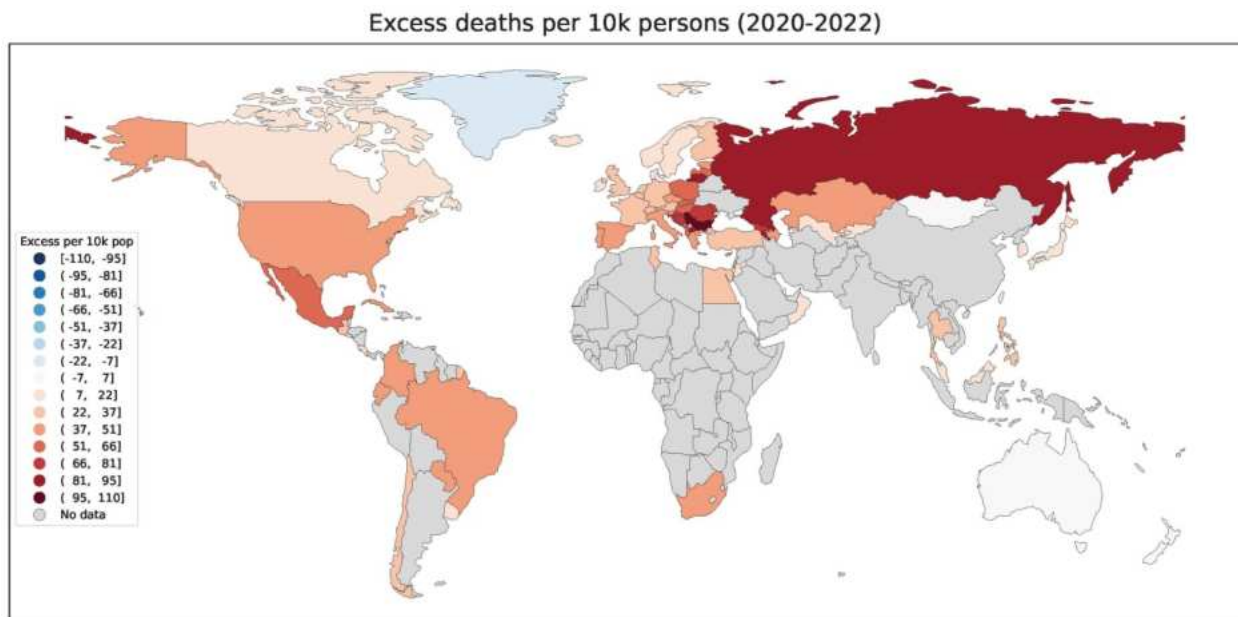 Excess deaths per 10k persons (2020-2022)
Excess per 10k pop
[-110, -95]
(-95, -81]
(-81, -66]
(-66, -51]
(-51, -37]
(-37, -22]
(-22, -7]
( -7, 7]
( 7, 22]
( 22, 37]
( 37, 51]
( 51, 66]
( 66, 81]
( 81, 95]
( 95, 110]
No data